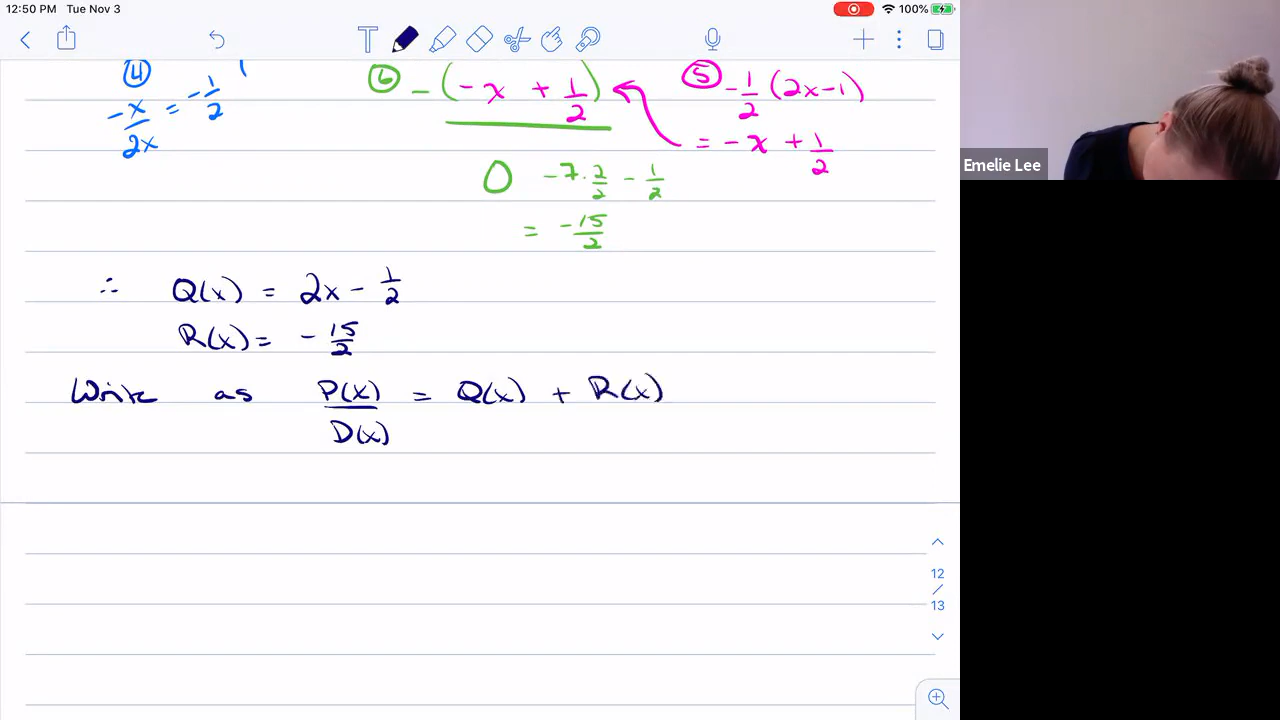 12:50 PM Tue Nov 3
100%
T
④
-x/2x = -1/2
⑥ -(-x + 1/2)
⑤ -1/2 (2x-1)
= -x + 1/2
0 -7·2/2 - 1/2
= -15/2
∴ Q(x) = 2x - 1/2
R(x) = -15/2
Write as P(x)/D(x) = Q(x) + R(x)
12
/
13
Emelie Lee